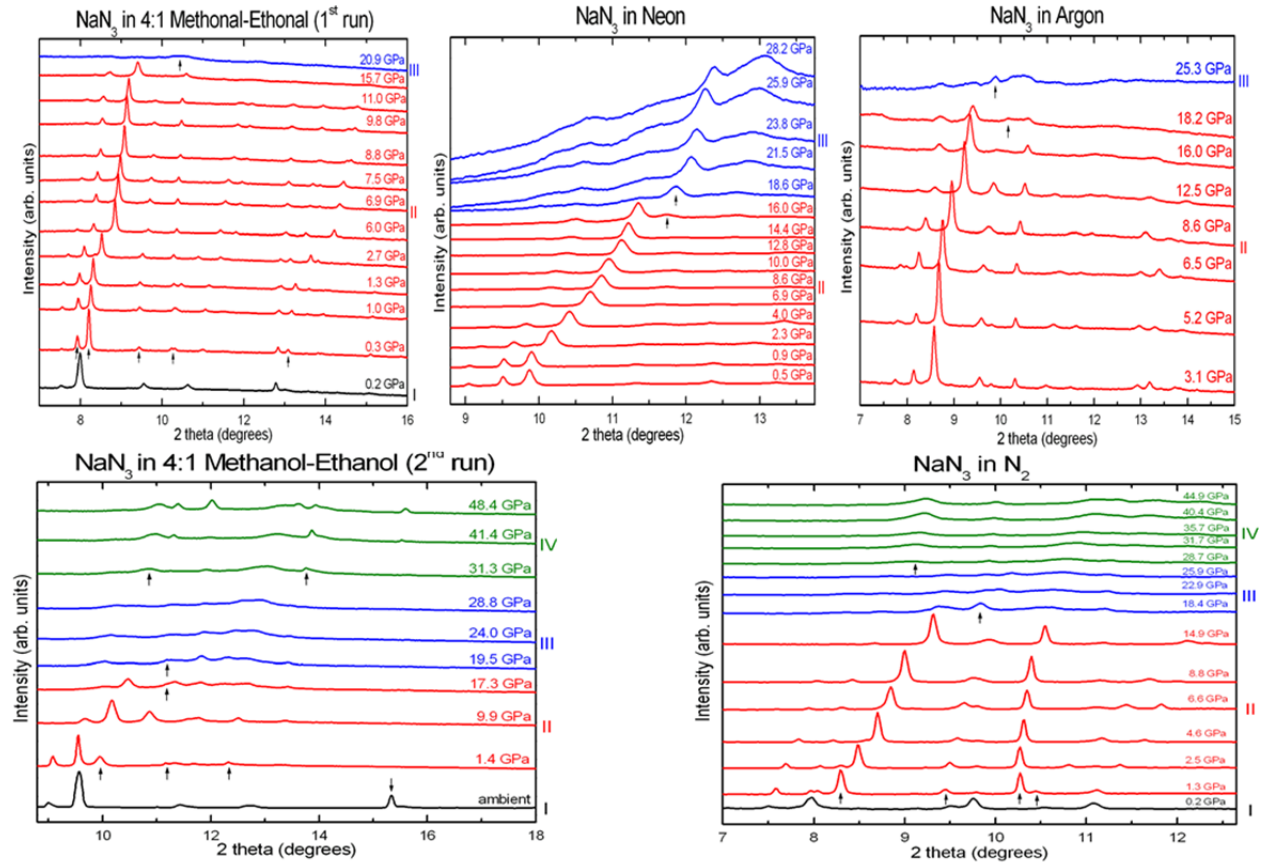 NaN3 in 4:1 Methonal-Ethonal (1st run)
Intensity (arb. units)
20.9 GPa
III
15.7 GPa
11.0 GPa
9.8 GPa
8.8 GPa
7.5 GPa
6.9 GPa
II
6.0 GPa
2.7 GPa
1.3 GPa
1.0 GPa
0.3 GPa
0.2 GPa
I
8 9 10 11 12 13 14 15 16
2 theta (degrees)
NaN3 in Neon
Intensity (arb. units)
28.2 GPa
25.9 GPa
23.8 GPa
III
21.5 GPa
18.6 GPa
16.0 GPa
14.4 GPa
12.8 GPa
10.0 GPa
8.6 GPa
II
6.9 GPa
4.0 GPa
2.3 GPa
0.9 GPa
0.5 GPa
9 10 11 12 13
2 theta (degrees)
NaN3 in Argon
Intensity (arb. units)
25.3 GPa
III
18.2 GPa
16.0 GPa
12.5 GPa
8.6 GPa
II
6.5 GPa
5.2 GPa
3.1 GPa
7 8 9 10 11 12 13 14 15
2 theta (degrees)
NaN3 in 4:1 Methanol-Ethanol (2nd run)
Intensity (arb. units)
48.4 GPa
41.4 GPa
IV
31.3 GPa
28.8 GPa
24.0 GPa
III
19.5 GPa
17.3 GPa
9.9 GPa
II
1.4 GPa
ambient
I
10 12 14 16 18
2 theta (degrees)
NaN3 in N2
Intensity (arb. units)
44.9 GPa
40.4 GPa
35.7 GPa
IV
31.7 GPa
28.7 GPa
25.9 GPa
22.9 GPa
III
18.4 GPa
14.9 GPa
8.8 GPa
6.6 GPa
II
4.6 GPa
2.5 GPa
1.3 GPa
0.2 GPa
I
7 8 9 10 11 12
2 theta (degrees)